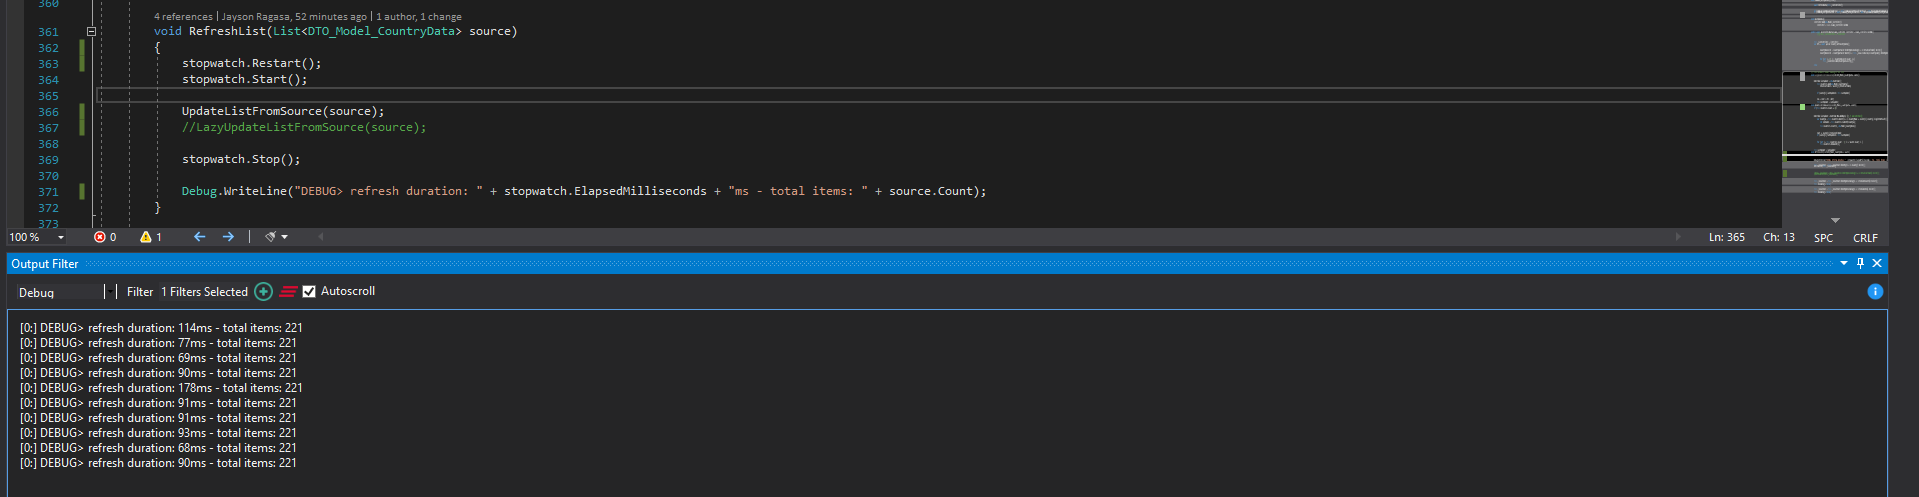 360
4 references | Jayson Ragasa, 52 minutes ago | 1 author, 1 change
361 void RefreshList(List<DTO_Model_CountryData> source)
362 {
363 stopwatch.Restart();
364 stopwatch.Start();
365
366 UpdateListFromSource(source);
367 //LazyUpdateListFromSource(source);
368
369 stopwatch.Stop();
370
371 Debug.WriteLine("DEBUG> refresh duration: " + stopwatch.ElapsedMilliseconds + "ms - total items: " + source.Count);
372 }
373
100 % 0 1 Ln: 365 Ch: 13 SPC CRLF
Output Filter
Debug Filter 1 Filters Selected Autoscroll
[0:] DEBUG> refresh duration: 114ms - total items: 221
[0:] DEBUG> refresh duration: 77ms - total items: 221
[0:] DEBUG> refresh duration: 69ms - total items: 221
[0:] DEBUG> refresh duration: 90ms - total items: 221
[0:] DEBUG> refresh duration: 178ms - total items: 221
[0:] DEBUG> refresh duration: 91ms - total items: 221
[0:] DEBUG> refresh duration: 91ms - total items: 221
[0:] DEBUG> refresh duration: 93ms - total items: 221
[0:] DEBUG> refresh duration: 68ms - total items: 221
[0:] DEBUG> refresh duration: 90ms - total items: 221